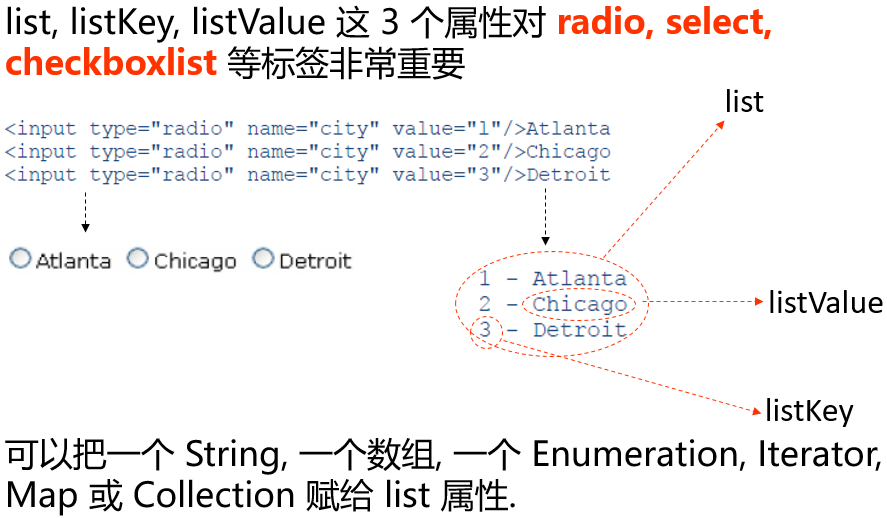 list, listKey, listValue 这 3 个属性对 radio, select,
checkboxlist 等标签非常重要
list
<input type="radio" name="city" value="1"/>Atlanta
<input type="radio" name="city" value="2"/>Chicago
<input type="radio" name="city" value="3"/>Detroit
Atlanta Chicago Detroit
1 - Atlanta
2 - Chicago
3 - Detroit
listValue
listKey
可以把一个 String, 一个数组, 一个 Enumeration, Iterator,
Map 或 Collection 赋给 list 属性.